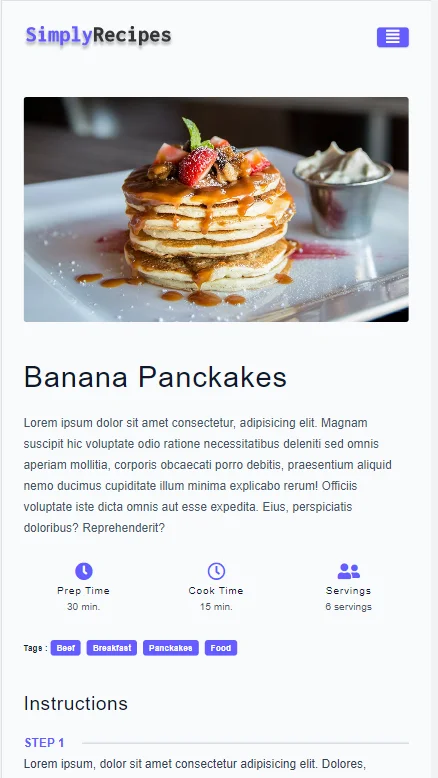 SimplyRecipes
Banana Panckakes
Lorem ipsum dolor sit amet consectetur, adipisicing elit. Magnam
suscipit hic voluptate odio ratione necessitatibus deleniti sed omnis
aperiam mollitia, corporis obcaecati porro debitis, praesentium aliquid
nemo ducimus cupiditate illum minima explicabo rerum! Officiis
voluptate iste dicta omnis aut esse expedita. Eius, perspiciatis
doloribus? Reprehenderit?
Prep Time Cook Time Servings
30 min. 15 min. 6 servings
Tags : Beef Breakfast Panckakes Food
Instructions
STEP 1
Lorem ipsum, dolor sit amet consectetur adipisicing elit. Dolores,